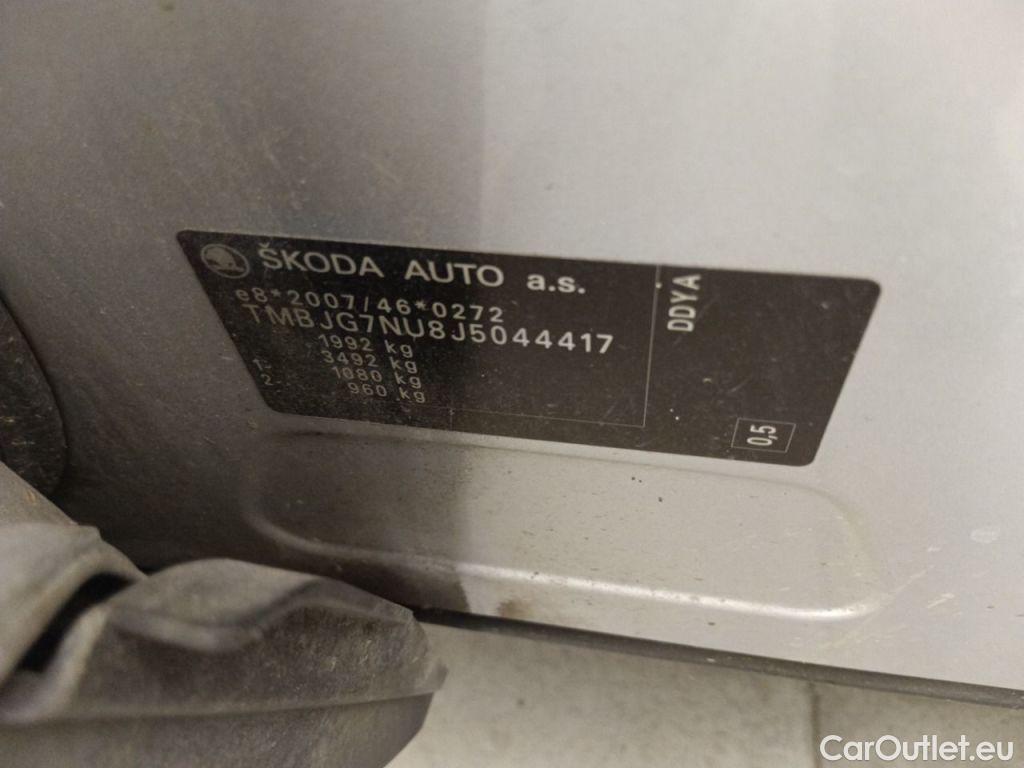 ŠKODA AUTO a.s.
e8*2007/46*0272
TMBJG7NU8J5044417
1992 kg
3492 kg
1- 1080 kg
2- 960 kg
DDYA
0,5
CarOutlet.eu